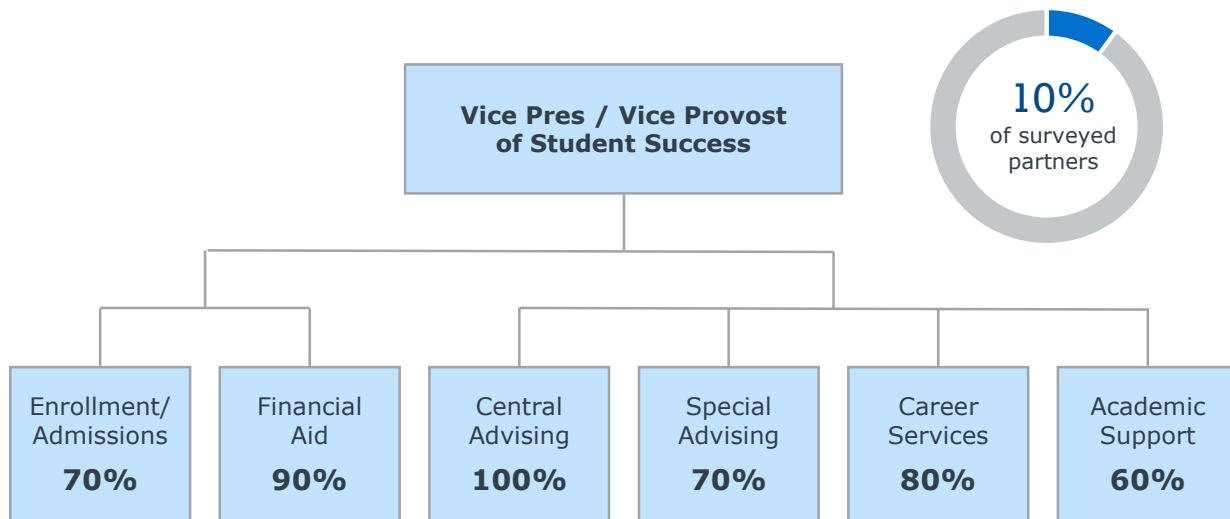 10%
of surveyed
partners
Vice Pres / Vice Provost
of Student Success
Enrollment/
Admissions
70%
Financial
Aid
90%
Central
Advising
100%
Special
Advising
70%
Career
Services
80%
Academic
Support
60%